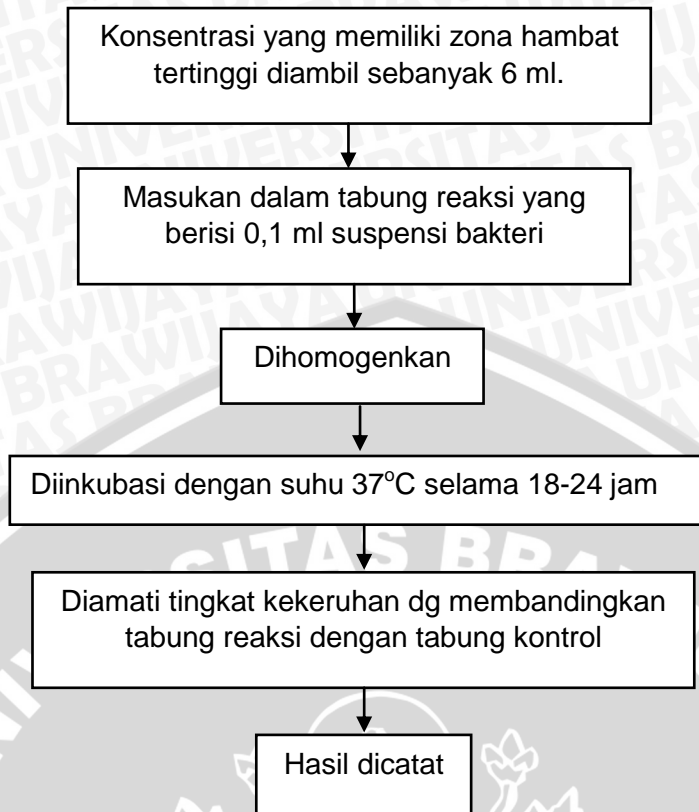 Konsentrasi yang memiliki zona hambat
tertinggi diambil sebanyak 6 ml.
Masukan dalam tabung reaksi yang
berisi 0,1 ml suspensi bakteri
Dihomogenkan
Diinkubasi dengan suhu 37°C selama 18-24 jam
Diamati tingkat kekeruhan dg membandingkan
tabung reaksi dengan tabung kontrol
Hasil dicatat